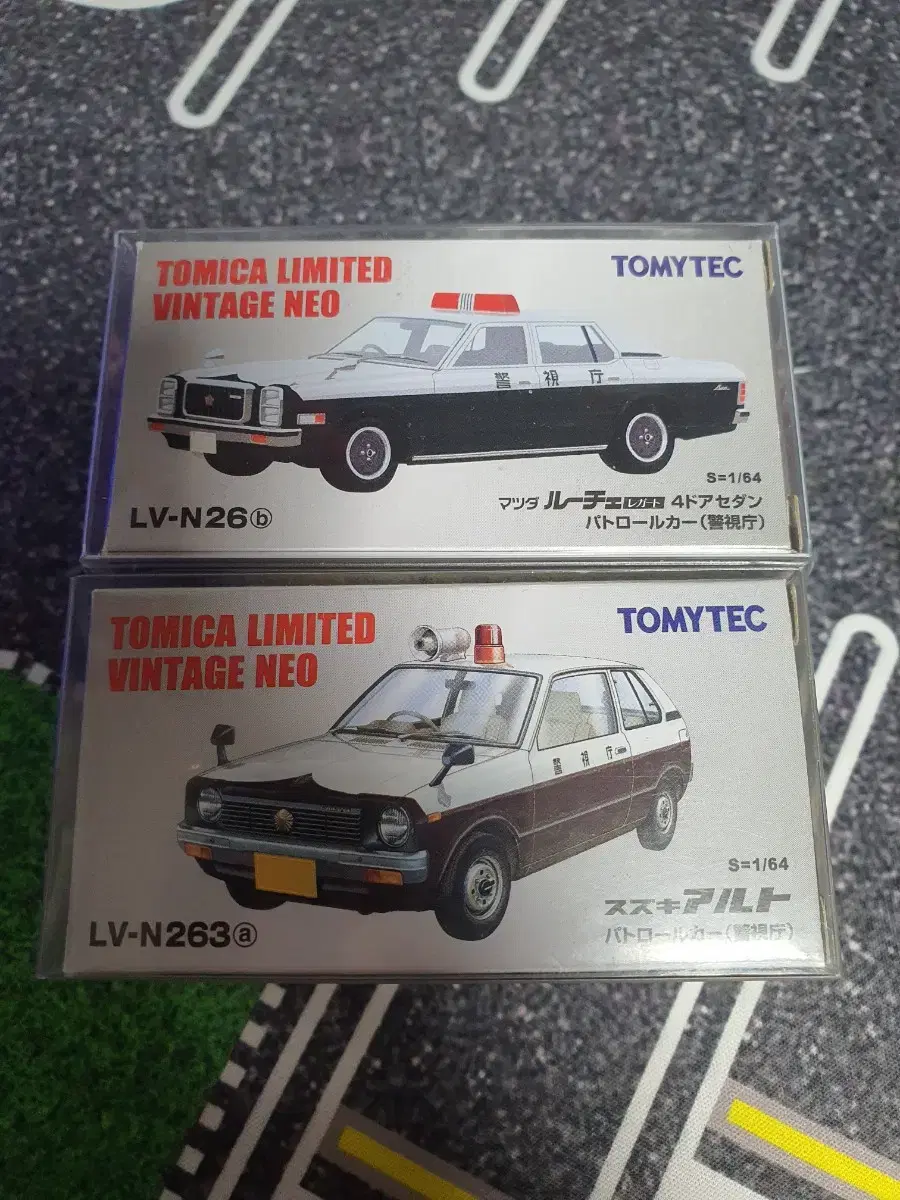 TOMICA LIMITED
VINTAGE NEO
TOMYTEC
警視庁
S=1/64
マツダ ルーチェ レガート 4ドアセダン
パトロールカー(警視庁)
LV-N26ⓑ
TOMICA LIMITED
VINTAGE NEO
TOMYTEC
警視庁
S=1/64
スズキ アルト
パトロールカー(警視庁)
LV-N263ⓐ